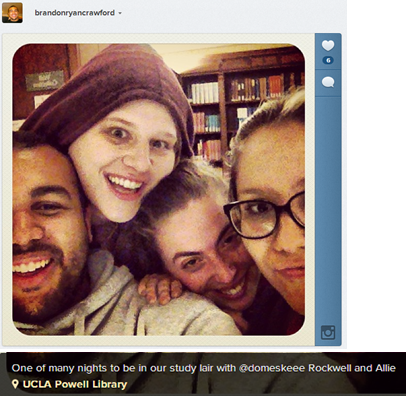 brandonryancrawford
6
One of many nights to be in our study lair with @domeskeee Rockwell and Allie
UCLA Powell Library